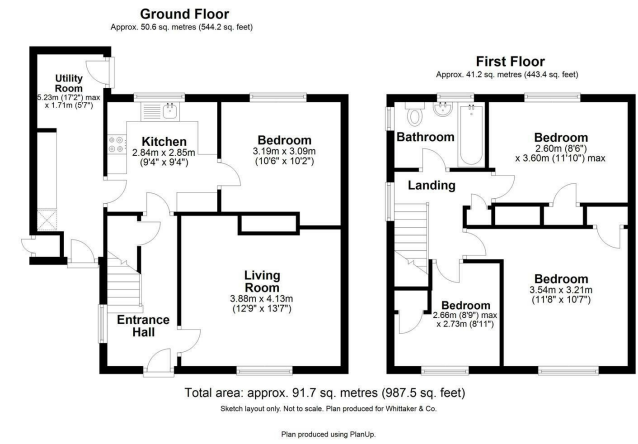 Ground Floor
Approx. 50.6 sq. metres (544.2 sq. feet)
Utility
Room
5.23m (17'2") max
x 1.71m (5'7")
Kitchen
2.84m x 2.85m
(9'4" x 9'4")
Bedroom
3.19m x 3.09m
(10'6" x 10'2")
Living
Room
3.88m x 4.13m
(12'9" x 13'7")
Entrance
Hall
First Floor
Approx. 41.2 sq. metres (443.4 sq. feet)
Bathroom
Bedroom
2.60m (8'6")
x 3.60m (11'10") max
Landing
Bedroom
3.54m x 3.21m
(11'8" x 10'7")
Bedroom
2.66m (8'9") max
x 2.73m (8'11")
Total area: approx. 91.7 sq. metres (987.5 sq. feet)
Sketch layout only. Not to scale. Plan produced for Whittaker & Co.
Plan produced using PlanUp.